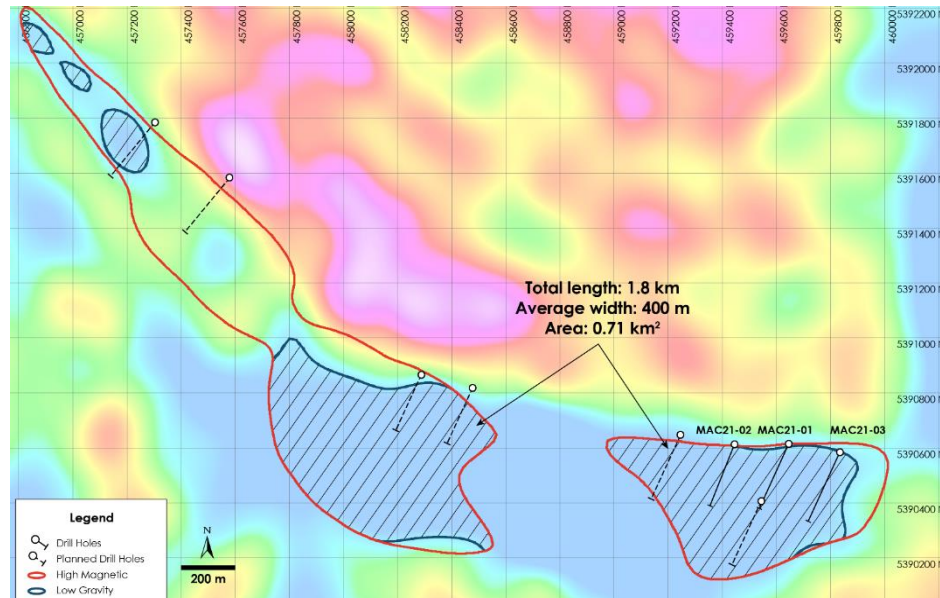 456800
457000
457200
457400
457600
457800
458000
458200
458400
458600
458800
459000
459200
459400
459600
459800
460000
5392200 N
5392000 N
5391800 N
5391600 N
5391400 N
5391200 N
5391000 N
5390800 N
5390600 N
5390400 N
5390200 N
Total length: 1.8 km
Average width: 400 m
Area: 0.71 km²
MAC21-02
MAC21-01
MAC21-03
Legend
Drill Holes
Planned Drill Holes
High Magnetic
Low Gravity
N
200 m